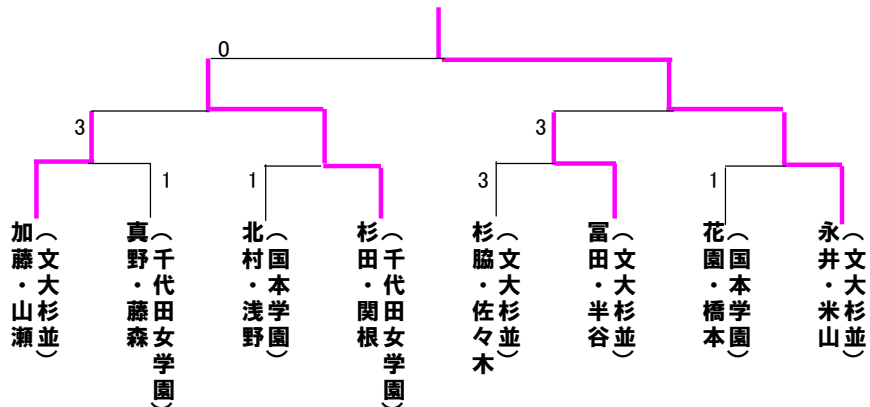 0
3
3
1
1
3
1
加藤・山瀬
(文大杉並)
真野・藤森
(千代田女学園)
北村・浅野
(国本学園)
杉田・関根
(千代田女学園)
杉脇・佐々木
(文大杉並)
冨田・半谷
(文大杉並)
花園・橋本
(国本学園)
永井・米山
(文大杉並)